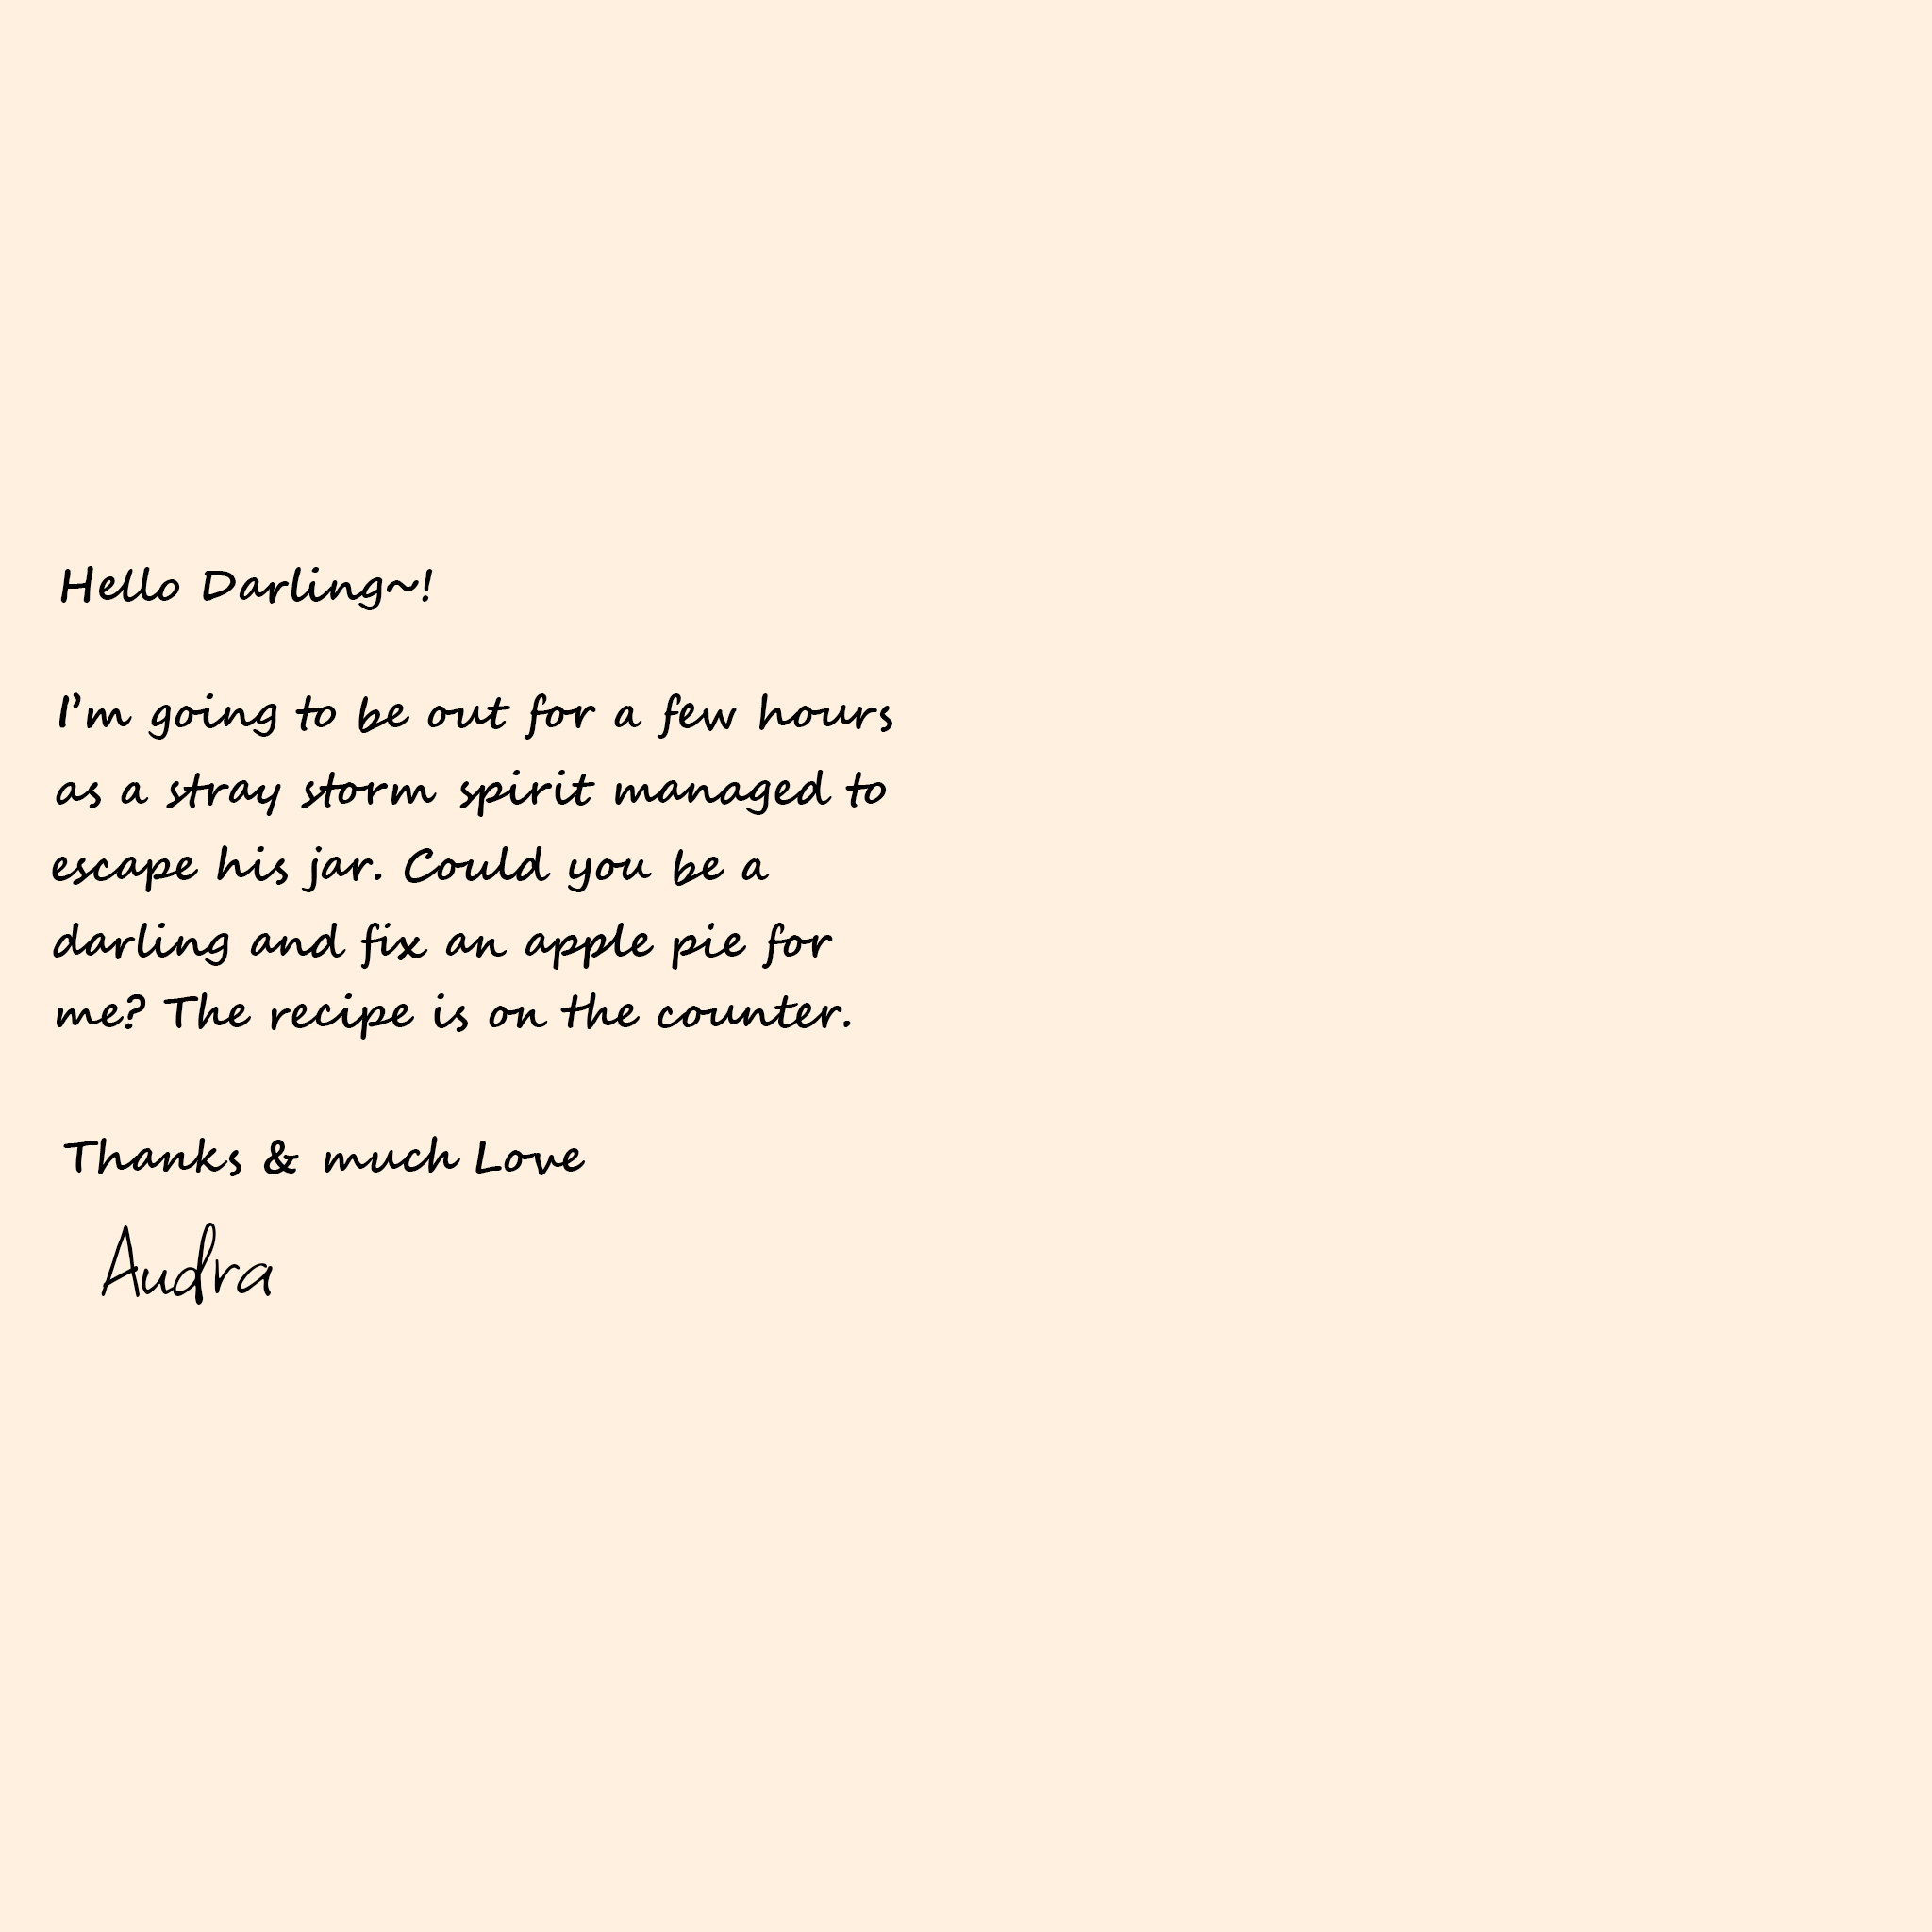 Hello Darling~!
I'm going to be out for a few hours
as a stray storm spirit managed to
escape his jar. Could you be a
darling and fix an apple pie for
me? The recipe is on the counter.
Thanks & much Love
Audra